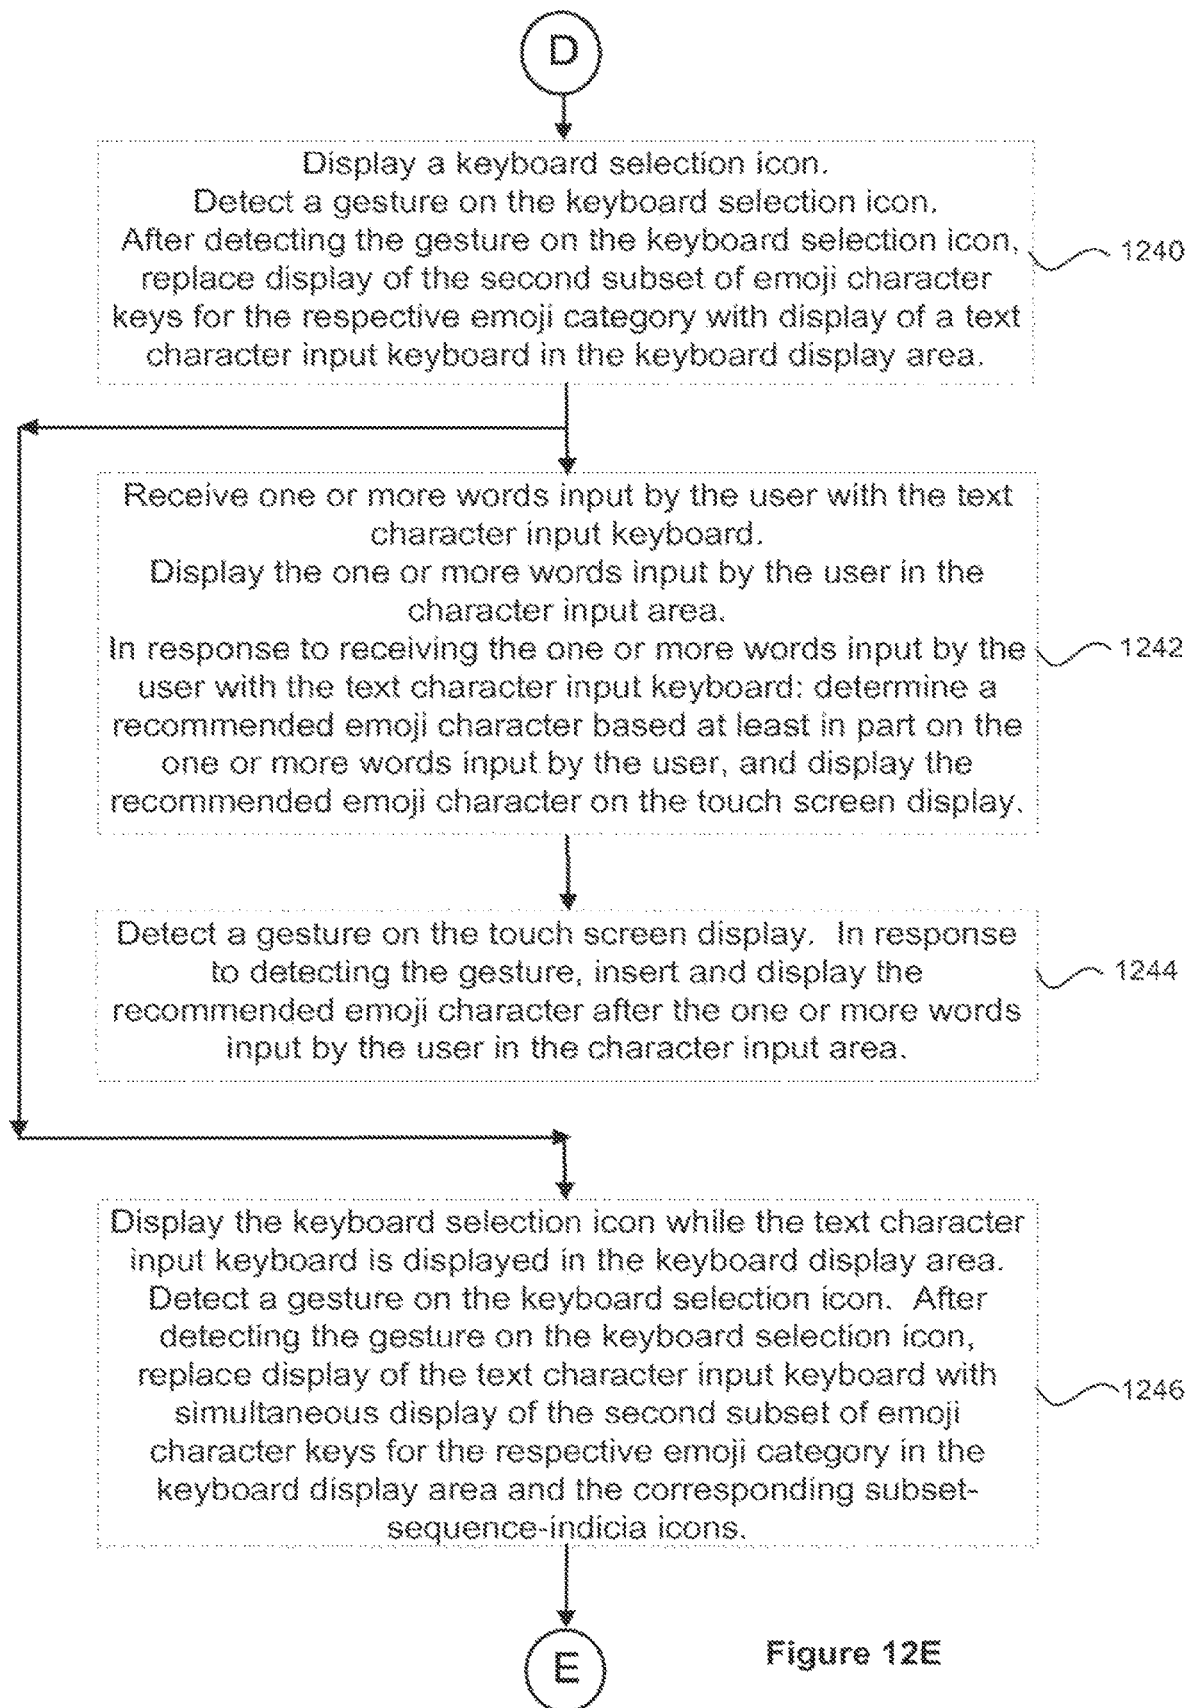 D
Display a keyboard selection icon.
Detect a gesture on the keyboard selection icon.
After detecting the gesture on the keyboard selection icon,
replace display of the second subset of emoji character
keys for the respective emoji category with display of a text
character input keyboard in the keyboard display area.
1240
Receive one or more words input by the user with the text
character input keyboard.
Display the one or more words input by the user in the
character input area.
In response to receiving the one or more words input by the
user with the text character input keyboard: determine a
recommended emoji character based at least in part on the
one or more words input by the user, and display the
recommended emoji character on the touch screen display.
1242
Detect a gesture on the touch screen display. In response
to detecting the gesture, insert and display the
recommended emoji character after the one or more words
input by the user in the character input area.
1244
Display the keyboard selection icon while the text character
input keyboard is displayed in the keyboard display area.
Detect a gesture on the keyboard selection icon. After
detecting the gesture on the keyboard selection icon,
replace display of the text character input keyboard with
simultaneous display of the second subset of emoji
character keys for the respective emoji category in the
keyboard display area and the corresponding subset-
sequence-indicia icons.
1246
E
Figure 12E